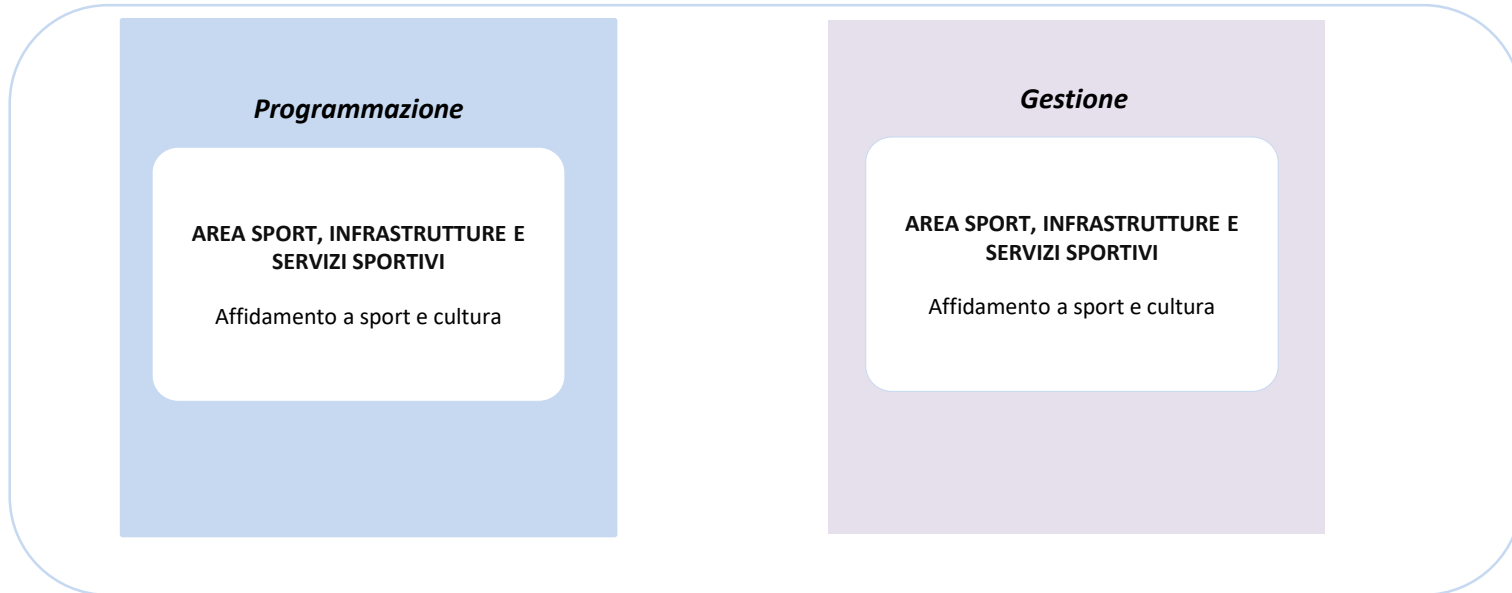 Programmazione
AREA SPORT, INFRASTRUTTURE E
SERVIZI SPORTIVI
Affidamento a sport e cultura
Gestione
AREA SPORT, INFRASTRUTTURE E
SERVIZI SPORTIVI
Affidamento a sport e cultura